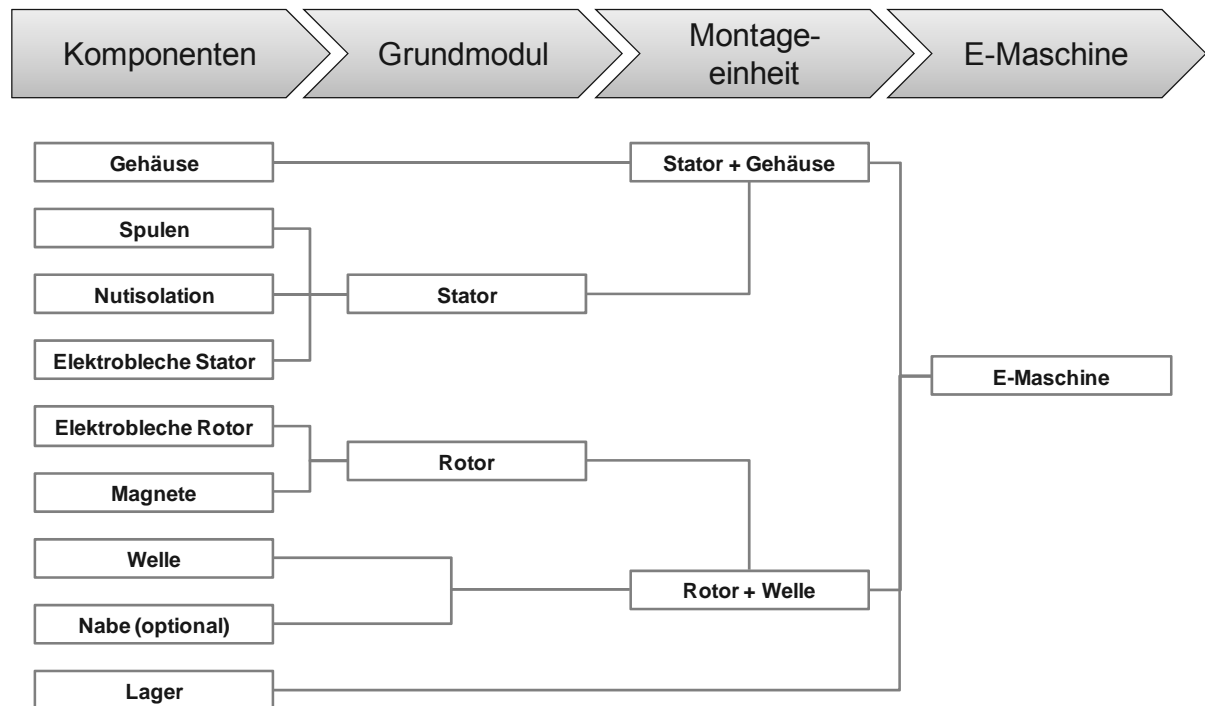 Komponenten
Grundmodul
Montage-
einheit
E-Maschine
Gehäuse
Stator + Gehäuse
Spulen
Nutisolation
Stator
Elektrobleche Stator
E-Maschine
Elektrobleche Rotor
Rotor
Magnete
Welle
Rotor + Welle
Nabe (optional)
Lager